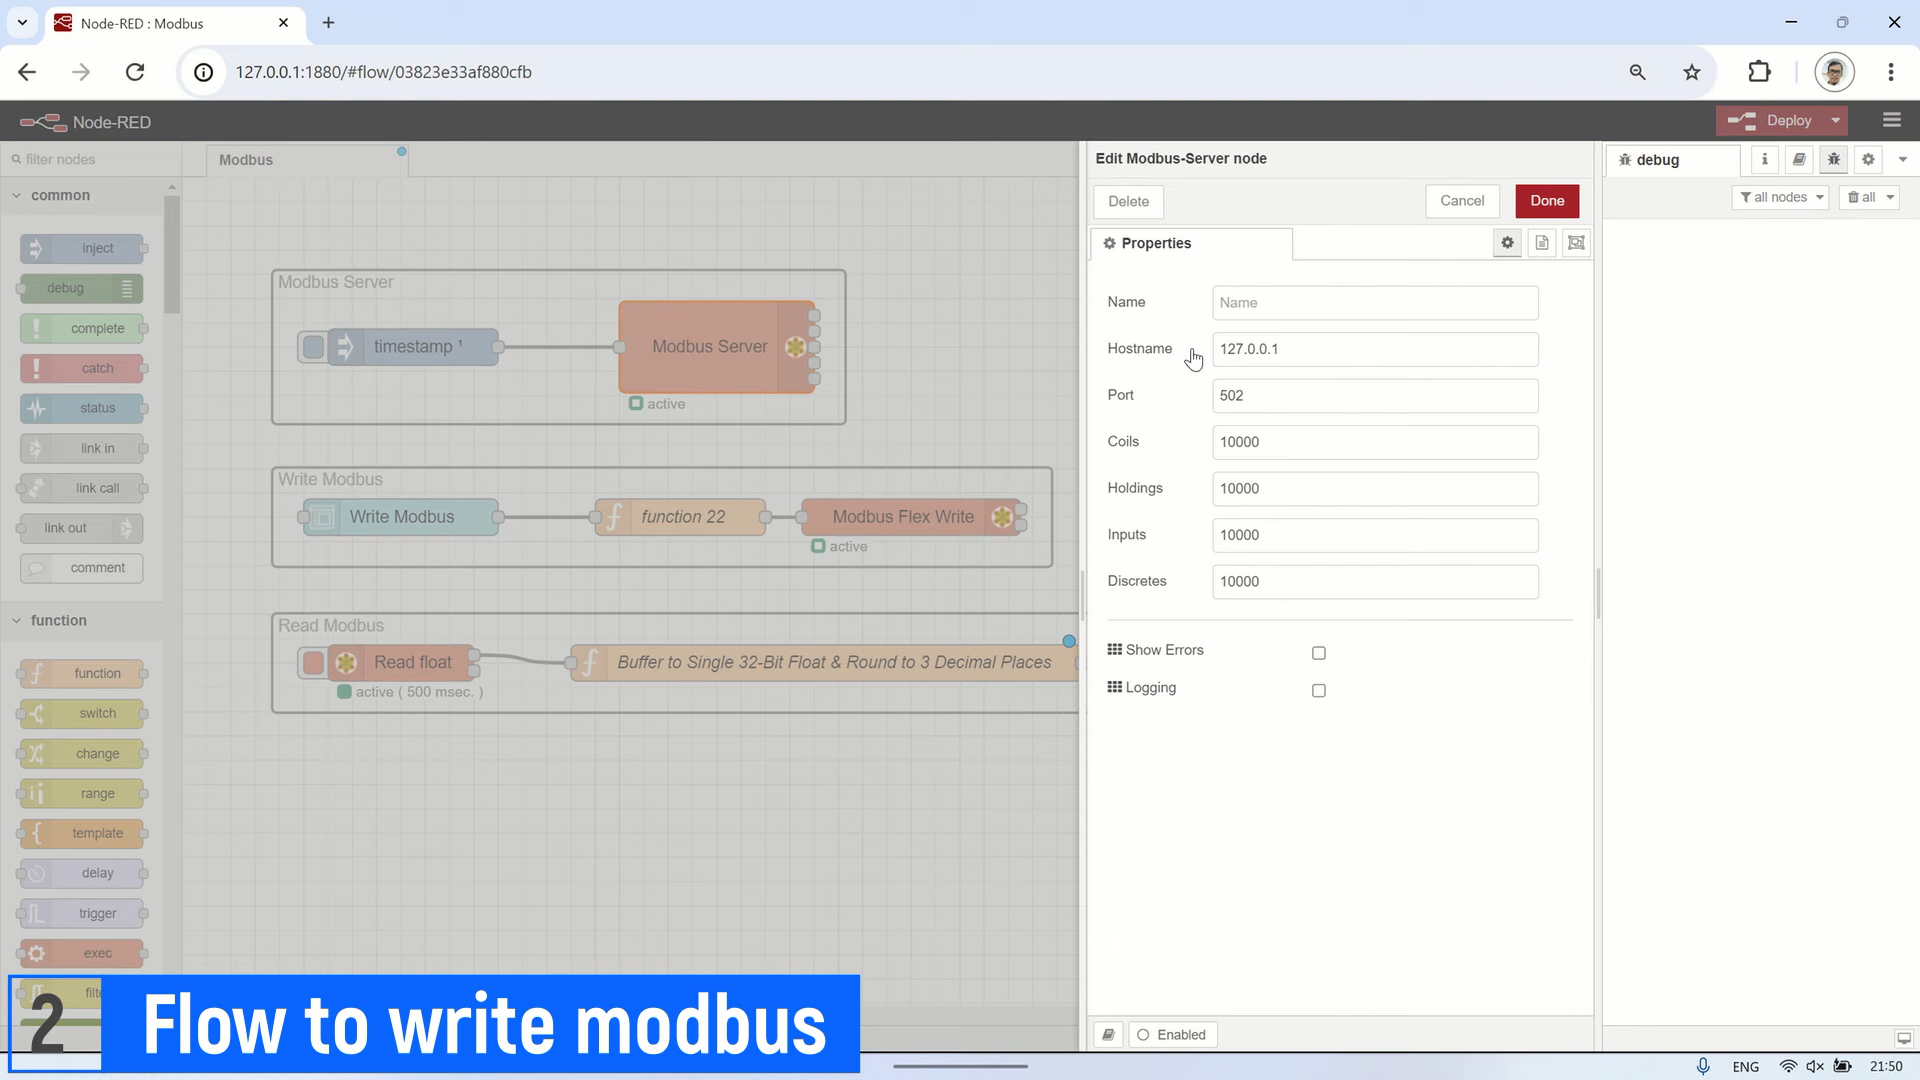 Node-RED : Modbus
127.0.0.1:1880/#flow/03823e33af880cfb
Node-RED
Deploy
filter nodes
Modbus
common
inject
debug
complete
catch
status
link in
link call
link out
comment
function
function
switch
change
range
template
delay
trigger
exec
Modbus Server
timestamp ¹
Modbus Server
active
Write Modbus
Write Modbus
function 22
Modbus Flex Write
active
Read Modbus
Read float
Buffer to Single 32-Bit Float & Round to 3 Decimal Places
active ( 500 msec. )
Edit Modbus-Server node
Delete
Cancel
Done
Properties
Name
Name
Hostname
127.0.0.1
Port
502
Coils
10000
Holdings
10000
Inputs
10000
Discretes
10000
Show Errors
Logging
Enabled
debug
all nodes
all
2
Flow to write modbus
ENG
21:50